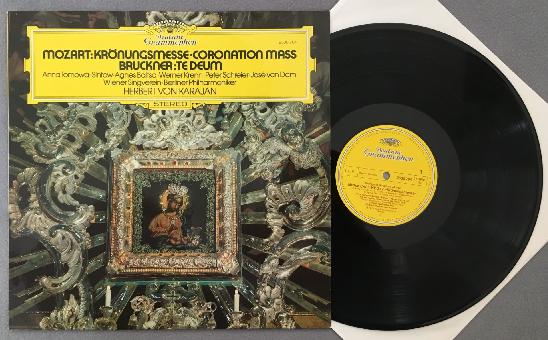 Deutsche
Grammophon
MOZART: KRÖNUNGSMESSE·CORONATION MASS
BRUCKNER: TE DEUM
Anna Tomowa-Sintow·Agnes Baltsa·Werner Krenn·Peter Schreier·José van Dam
Wiener Singverein·Berliner Philharmoniker
HERBERT VON KARAJAN
STEREO
Deutsche
Grammophon